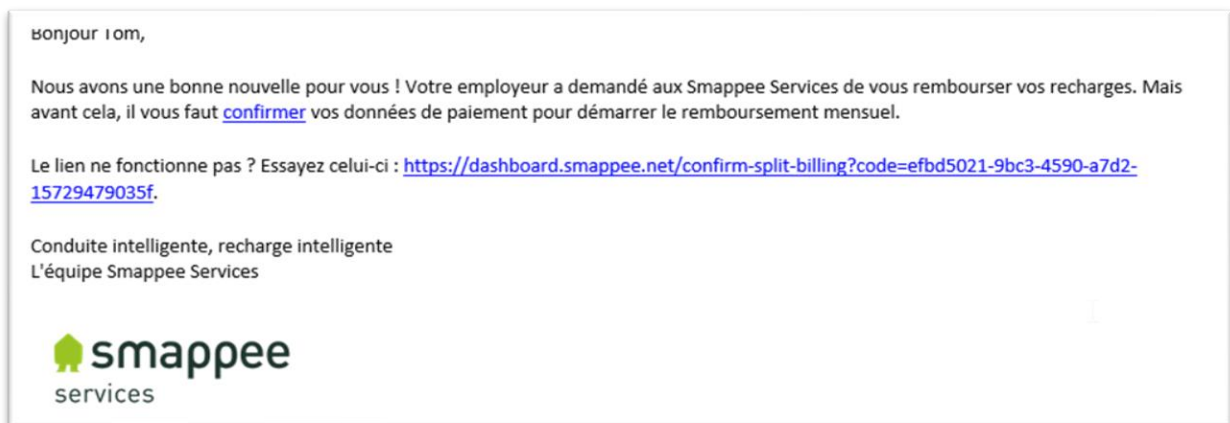 Bonjour Tom,
Nous avons une bonne nouvelle pour vous ! Votre employeur a demandé aux Smappee Services de vous rembourser vos recharges. Mais
avant cela, il vous faut confirmer vos données de paiement pour démarrer le remboursement mensuel.
Le lien ne fonctionne pas ? Essayez celui-ci : https://dashboard.smappee.net/confirm-split-billing?code=efbd5021-9bc3-4590-a7d2-
15729479035f.
Conduite intelligente, recharge intelligente
L'équipe Smappee Services
smappee
services